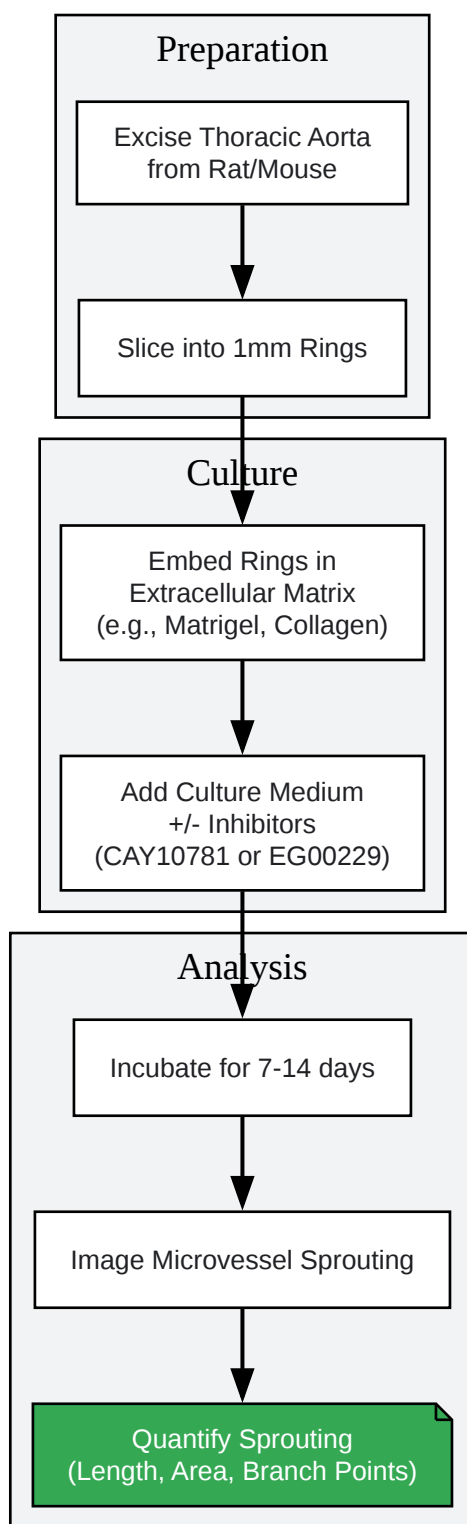 Preparation
Excise Thoracic Aorta
from Rat/Mouse
Slice into 1mm Rings
Culture
Embed Rings in
Extracellular Matrix
(e.g., Matrigel, Collagen)
Add Culture Medium
+/- Inhibitors
(CAY10781 or EG00229)
Analysis
Incubate for 7-14 days
Image Microvessel Sprouting
Quantify Sprouting
(Length, Area, Branch Points)